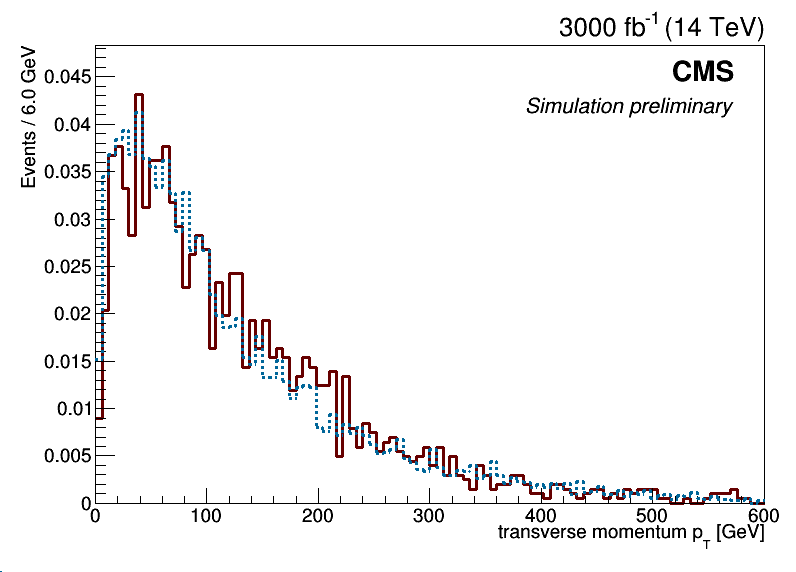 3000 fb-1 (14 TeV)
CMS
Simulation preliminary
Events / 6.0 GeV
0.045
0.04
0.035
0.03
0.025
0.02
0.015
0.01
0.005
0
0 100 200 300 400 500 600
transverse momentum pT [GeV]